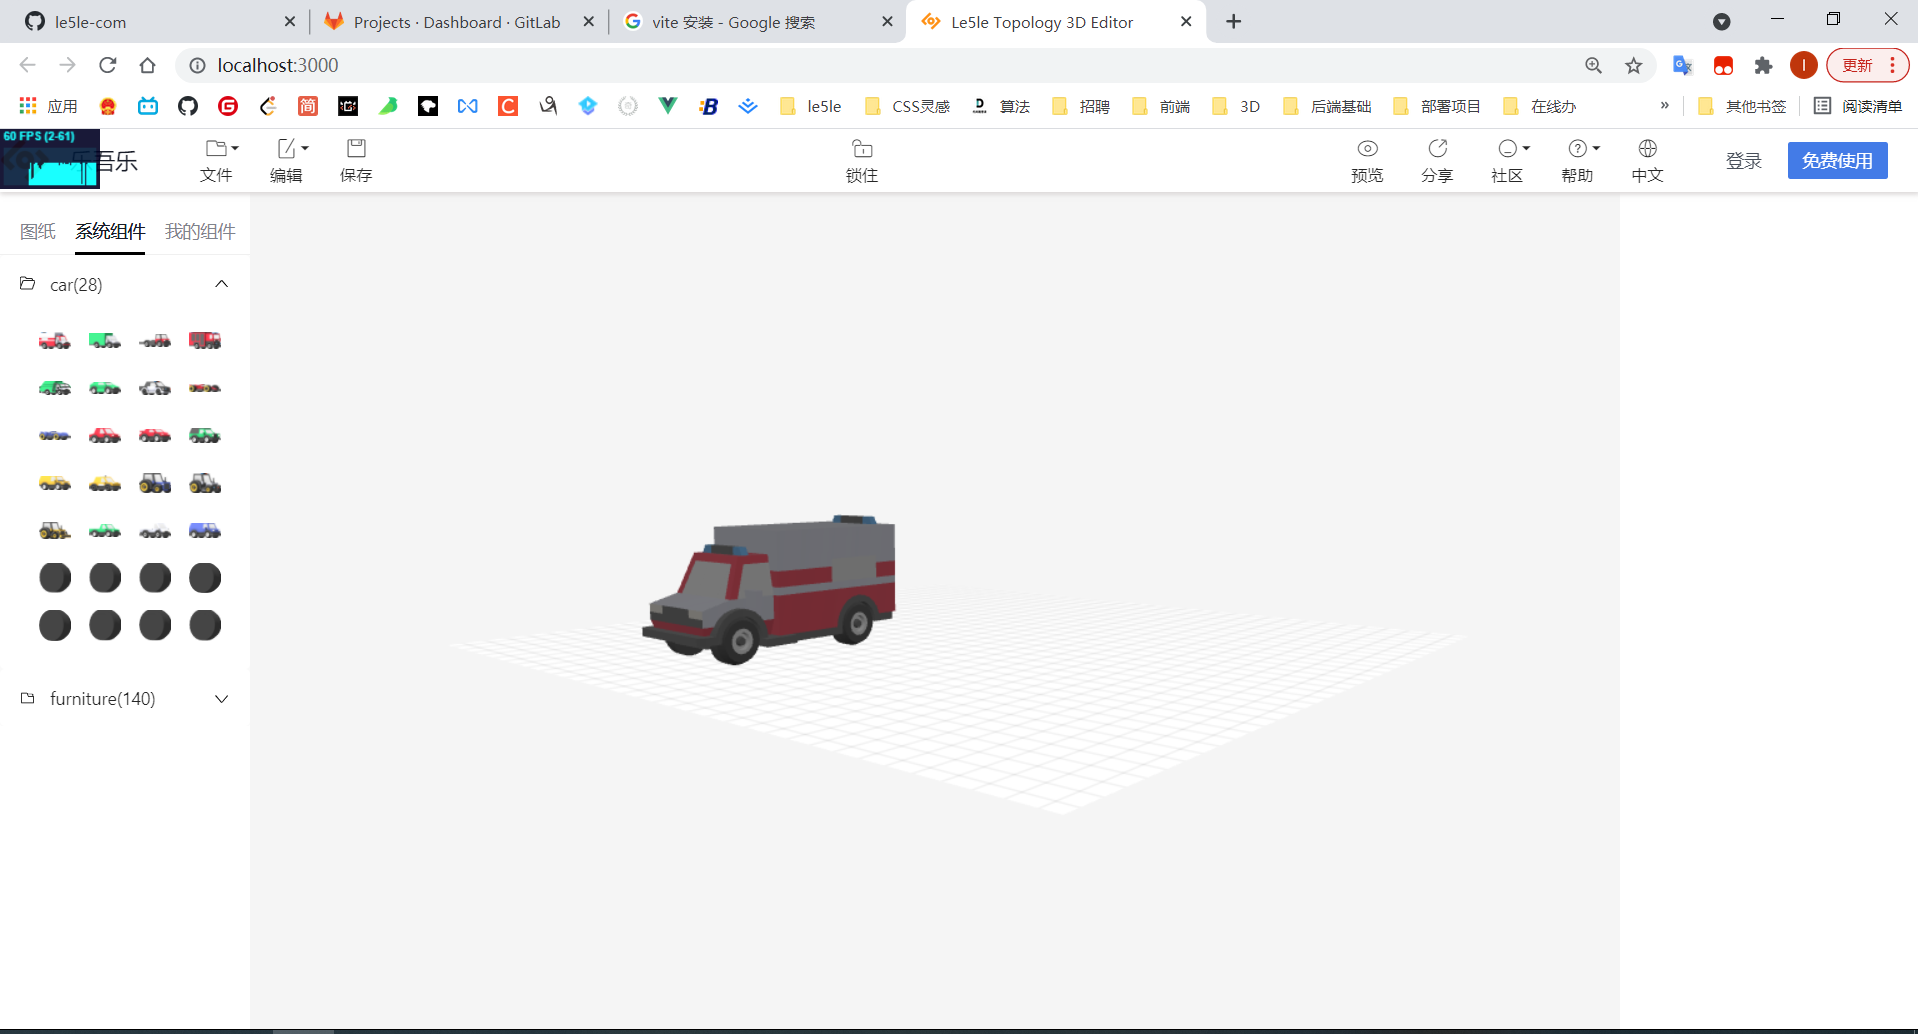 le5le-com
Projects · Dashboard · GitLab
vite 安装 - Google 搜索
Le5le Topology 3D Editor
localhost:3000
更新
应用
le5le
CSS灵感
算法
招聘
前端
3D
后端基础
部署项目
在线办
»
其他书签
阅读清单
60 FPS (2-61)
乐吾乐
文件
编辑
保存
锁住
预览
分享
社区
帮助
中文
登录
免费使用
图纸
系统组件
我的组件
car(28)
furniture(140)